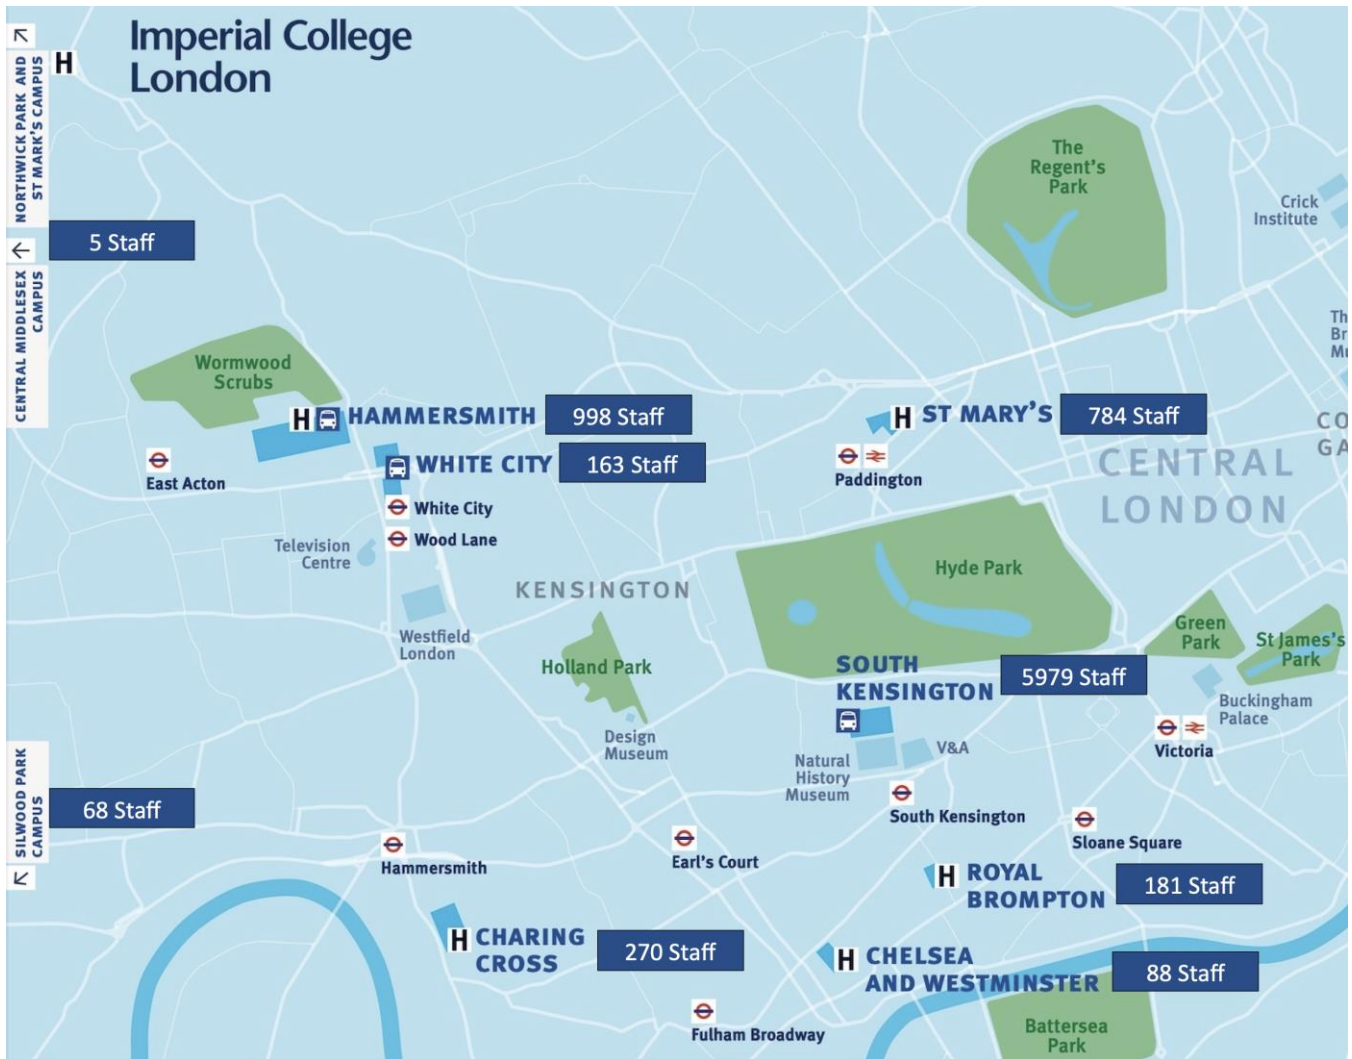 Imperial College
London
NORTHWICK PARK AND
ST MARK'S CAMPUS
H
5 Staff
CENTRAL MIDDLESEX
CAMPUS
The
Regent's
Park
Crick
Institute
Th
Br
Mu
Wormwood
Scrubs
H HAMMERSMITH 998 Staff
WHITE CITY 163 Staff
East Acton
White City
Wood Lane
Television
Centre
Westfield
London
H ST MARY'S 784 Staff
Paddington
CO
GA
CENTRAL
LONDON
KENSINGTON
Hyde Park
Green
Park
St James's
Park
Holland Park
Design
Museum
SOUTH
KENSINGTON
5979 Staff
Buckingham
Palace
Victoria
Natural
History
Museum
V&A
South Kensington
Sloane Square
SILWOOD PARK
CAMPUS
68 Staff
Hammersmith
Earl's Court
H ROYAL
BROMPTON
181 Staff
H CHARING
CROSS
270 Staff
H CHELSEA
AND WESTMINSTER
88 Staff
Fulham Broadway
Battersea
Park